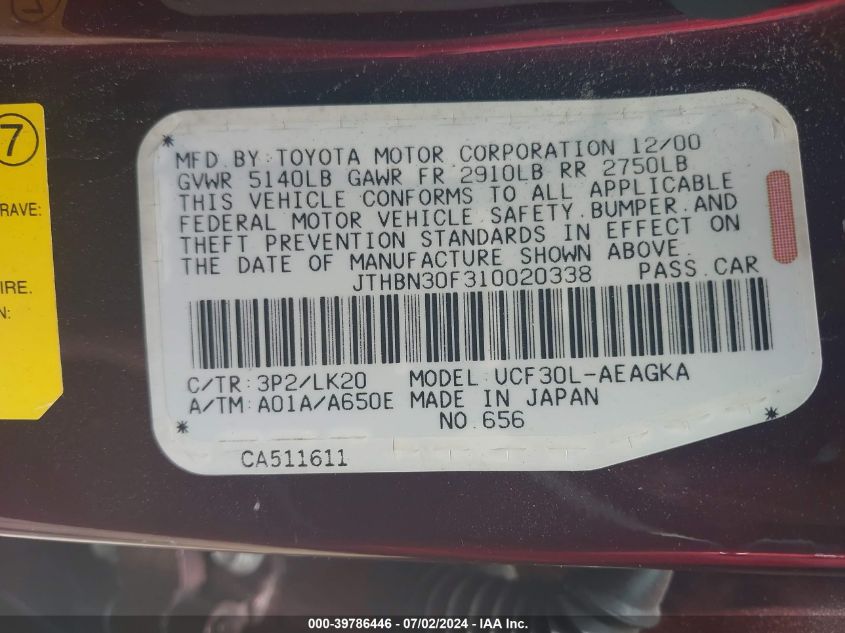 7
RAVE:
IRE.
N:
MFD.BY:TOYOTA MOTOR CORPORATION 12/00
GVWR 5140LB GAWR FR 2910LB RR 2750LB
THIS VEHICLE CONFORMS TO ALL APPLICABLE
FEDERAL MOTOR VEHICLE SAFETY.BUMPER.AND
THEFT PREVENTION STANDARDS IN EFFECT ON
THE DATE OF MANUFACTURE SHOWN ABOVE.
JTHBN30F310020338 PASS.CAR
C/TR:3P2/LK20 MODEL:UCF30L-AEAGKA
A/TM:A01A/A650E MADE IN JAPAN
NO.656
CA511611
000-39786446 - 07/02/2024 - IAA Inc.